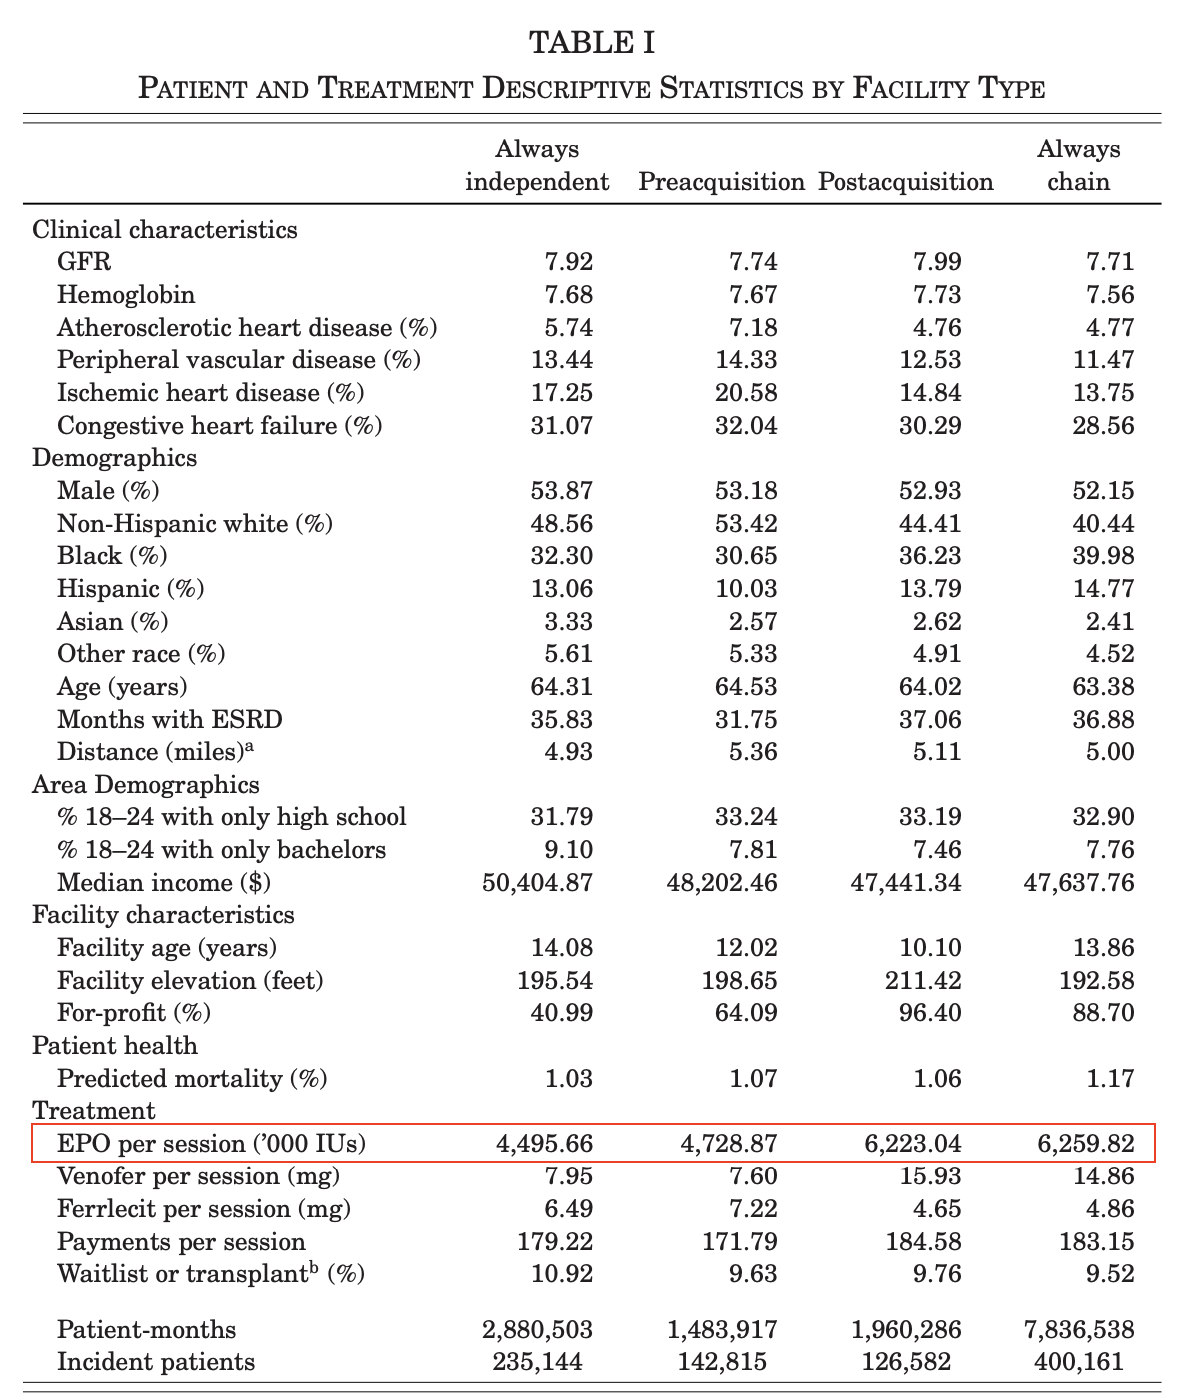 TABLE I
PATIENT AND TREATMENT DESCRIPTIVE STATISTICS BY FACILITY TYPE
Always independent Preacquisition Postacquisition Always chain
Clinical characteristics
GFR 7.92 7.74 7.99 7.71
Hemoglobin 7.68 7.67 7.73 7.56
Atherosclerotic heart disease (%) 5.74 7.18 4.76 4.77
Peripheral vascular disease (%) 13.44 14.33 12.53 11.47
Ischemic heart disease (%) 17.25 20.58 14.84 13.75
Congestive heart failure (%) 31.07 32.04 30.29 28.56
Demographics
Male (%) 53.87 53.18 52.93 52.15
Non-Hispanic white (%) 48.56 53.42 44.41 40.44
Black (%) 32.30 30.65 36.23 39.98
Hispanic (%) 13.06 10.03 13.79 14.77
Asian (%) 3.33 2.57 2.62 2.41
Other race (%) 5.61 5.33 4.91 4.52
Age (years) 64.31 64.53 64.02 63.38
Months with ESRD 35.83 31.75 37.06 36.88
Distance (miles)ᵃ 4.93 5.36 5.11 5.00
Area Demographics
% 18–24 with only high school 31.79 33.24 33.19 32.90
% 18–24 with only bachelors 9.10 7.81 7.46 7.76
Median income ($) 50,404.87 48,202.46 47,441.34 47,637.76
Facility characteristics
Facility age (years) 14.08 12.02 10.10 13.86
Facility elevation (feet) 195.54 198.65 211.42 192.58
For-profit (%) 40.99 64.09 96.40 88.70
Patient health
Predicted mortality (%) 1.03 1.07 1.06 1.17
Treatment
EPO per session (’000 IUs) 4,495.66 4,728.87 6,223.04 6,259.82
Venofer per session (mg) 7.95 7.60 15.93 14.86
Ferrlecit per session (mg) 6.49 7.22 4.65 4.86
Payments per session 179.22 171.79 184.58 183.15
Waitlist or transplantᵇ (%) 10.92 9.63 9.76 9.52
Patient-months 2,880,503 1,483,917 1,960,286 7,836,538
Incident patients 235,144 142,815 126,582 400,161